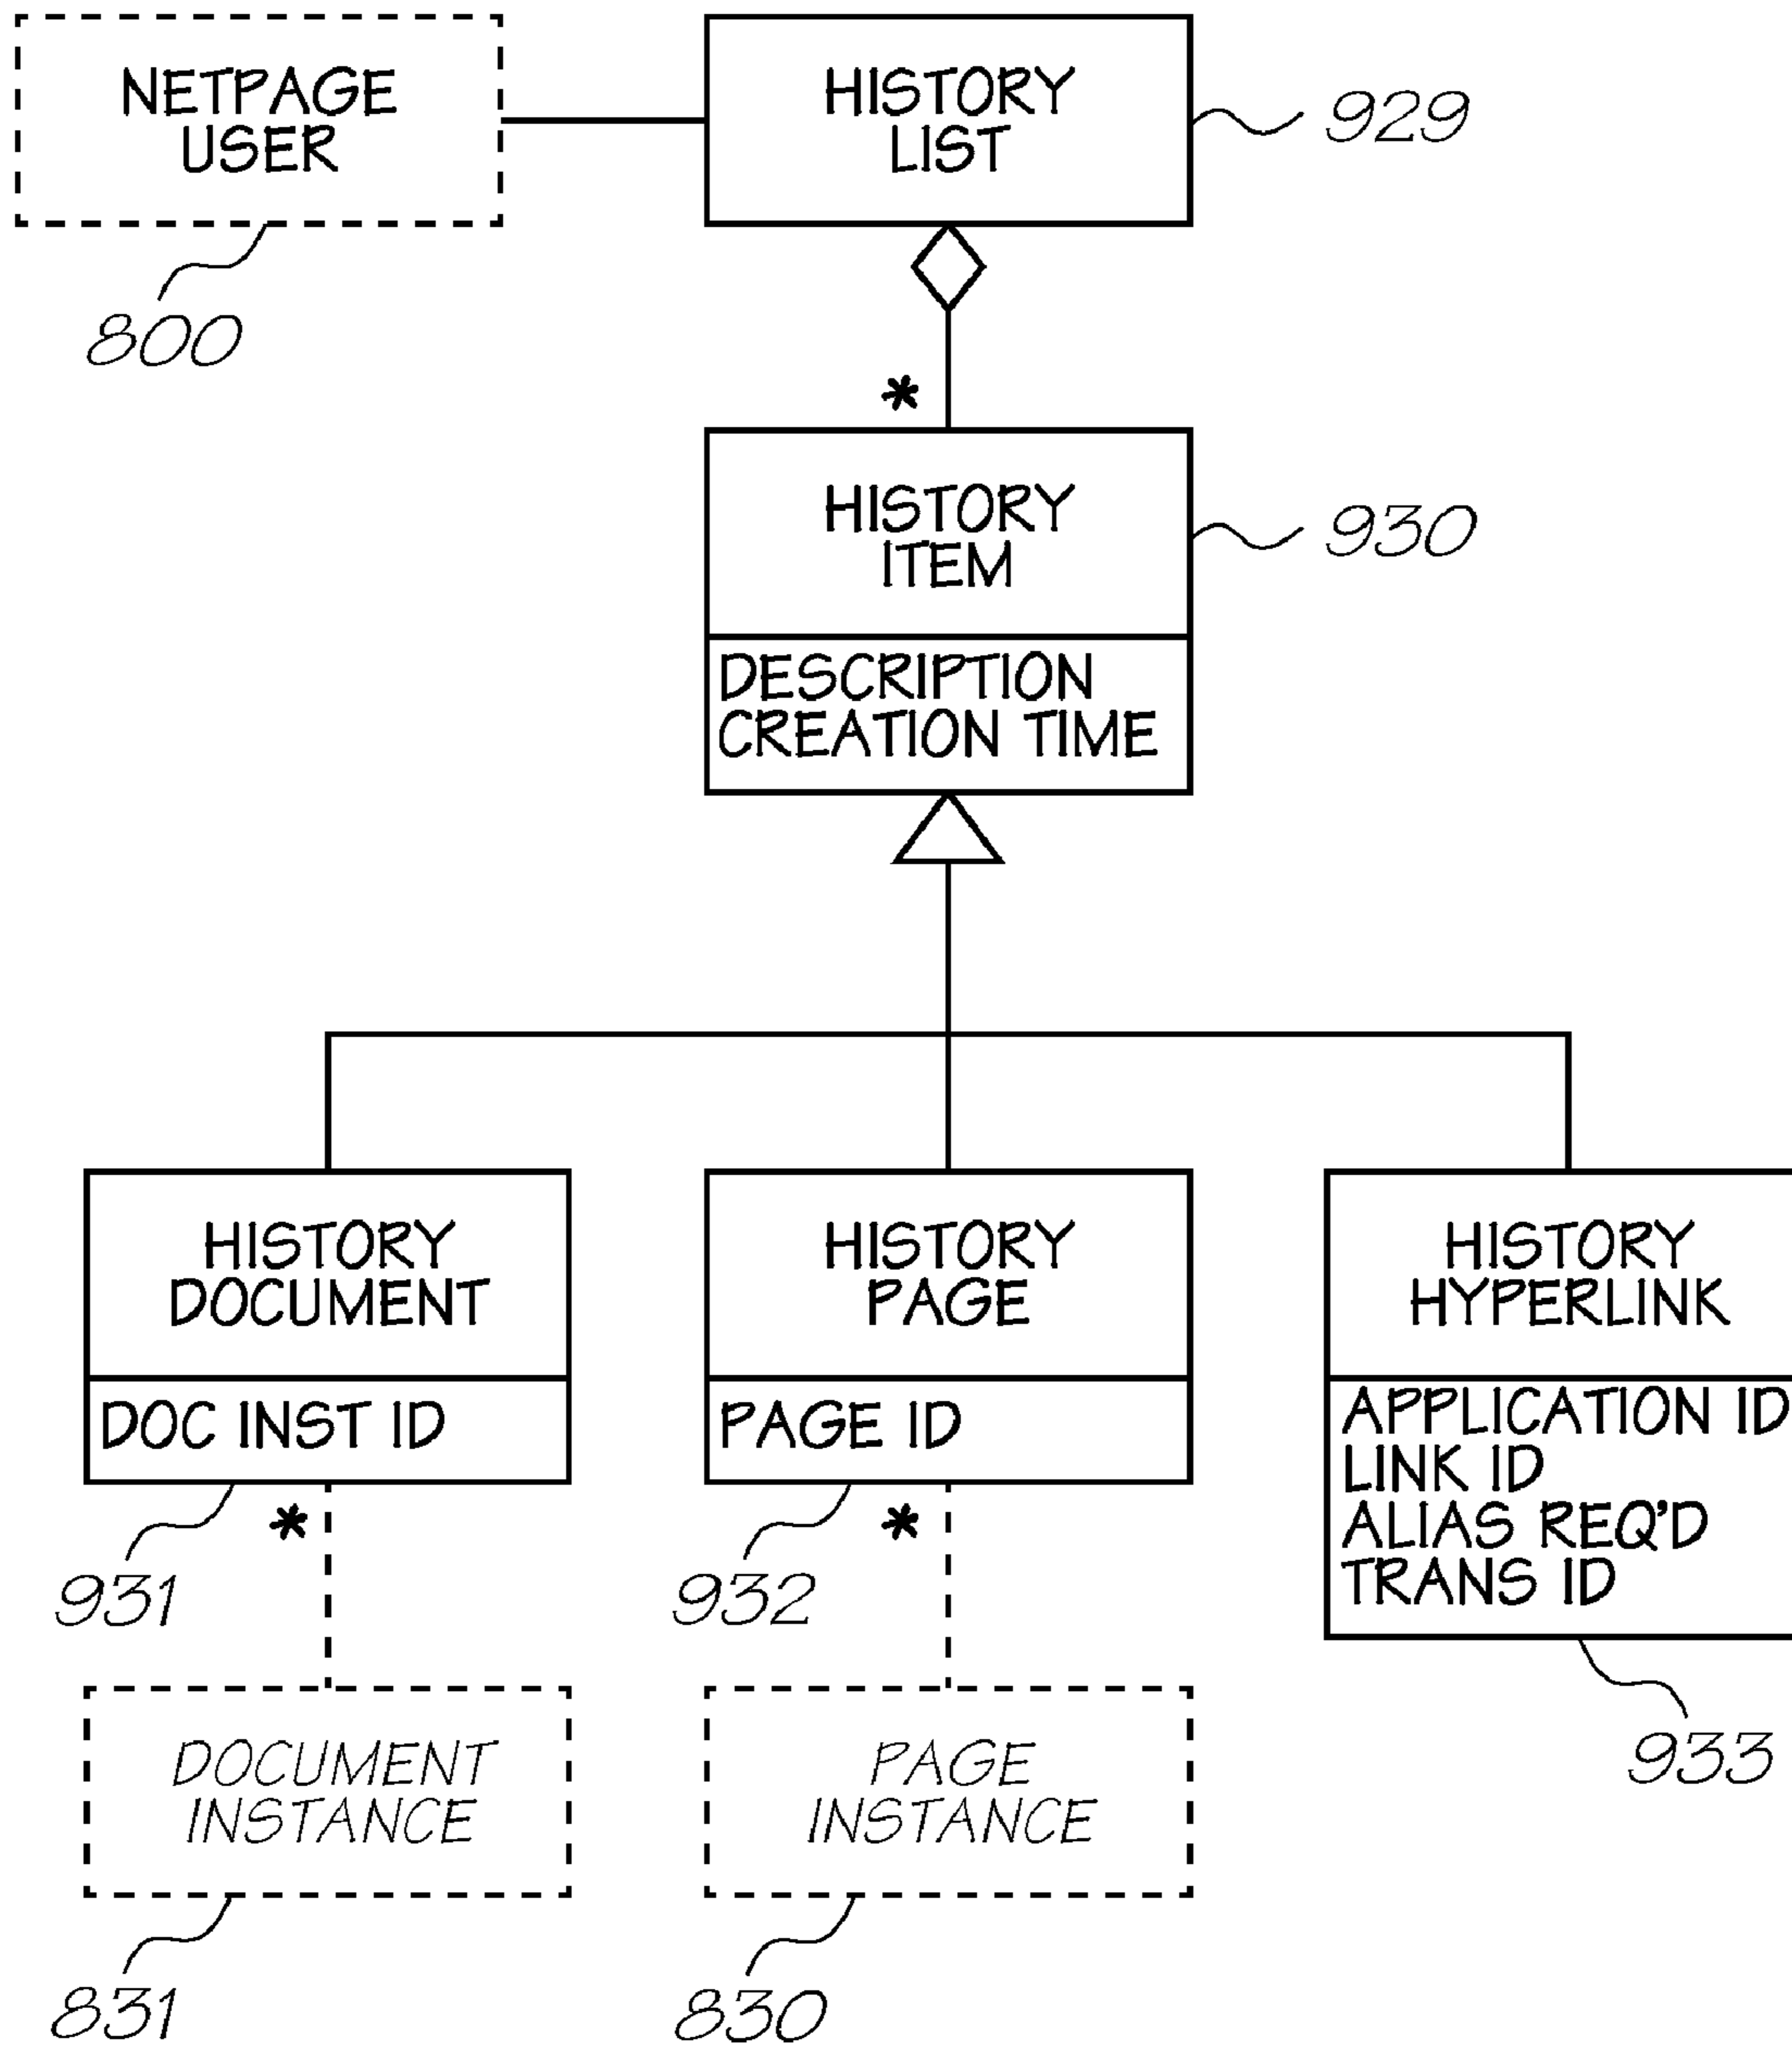 NETPAGE
USER
800
HISTORY
LIST
929
*
HISTORY
ITEM
930
DESCRIPTION
CREATION TIME
HISTORY
DOCUMENT
DOC INST ID
931
*
HISTORY
PAGE
PAGE ID
932
*
HISTORY
HYPERLINK
APPLICATION ID
LINK ID
ALIAS REQ'D
TRANS ID
933
DOCUMENT
INSTANCE
831
PAGE
INSTANCE
830